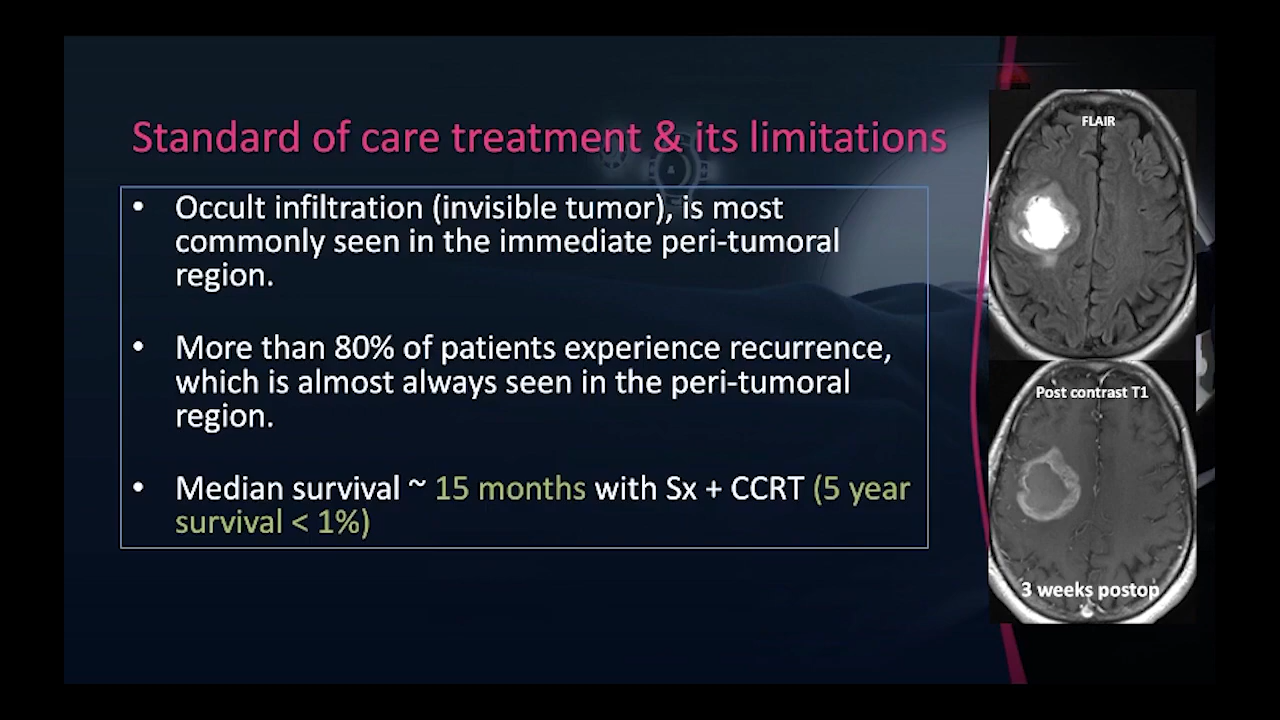 Standard of care treatment & its limitations
• Occult infiltration (invisible tumor), is most
commonly seen in the immediate peri-tumoral
region.
• More than 80% of patients experience recurrence,
which is almost always seen in the peri-tumoral
region.
• Median survival ~ 15 months with Sx + CCRT (5 year
survival < 1%)
FLAIR
Post contrast T1
3 weeks postop